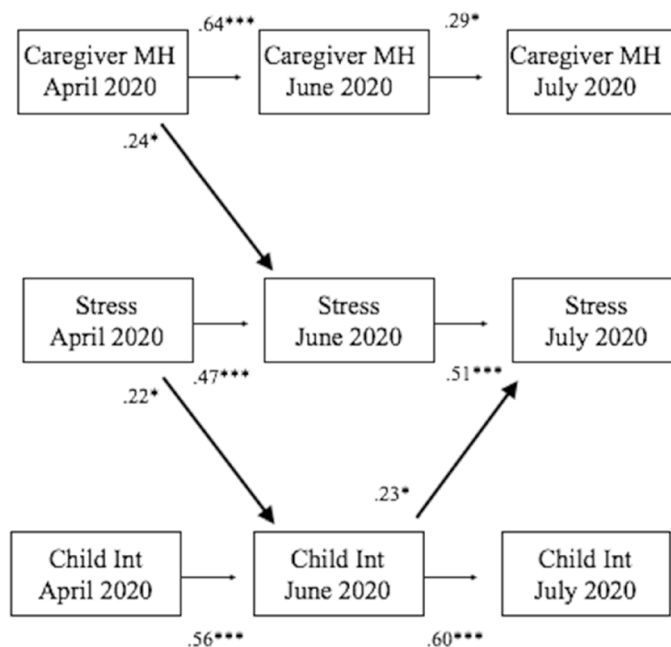 .64***
.29*
Caregiver MH
April 2020
Caregiver MH
June 2020
Caregiver MH
July 2020
.24*
Stress
April 2020
Stress
June 2020
Stress
July 2020
.47***
.51***
.22*
.23*
Child Int
April 2020
Child Int
June 2020
Child Int
July 2020
.56***
.60***